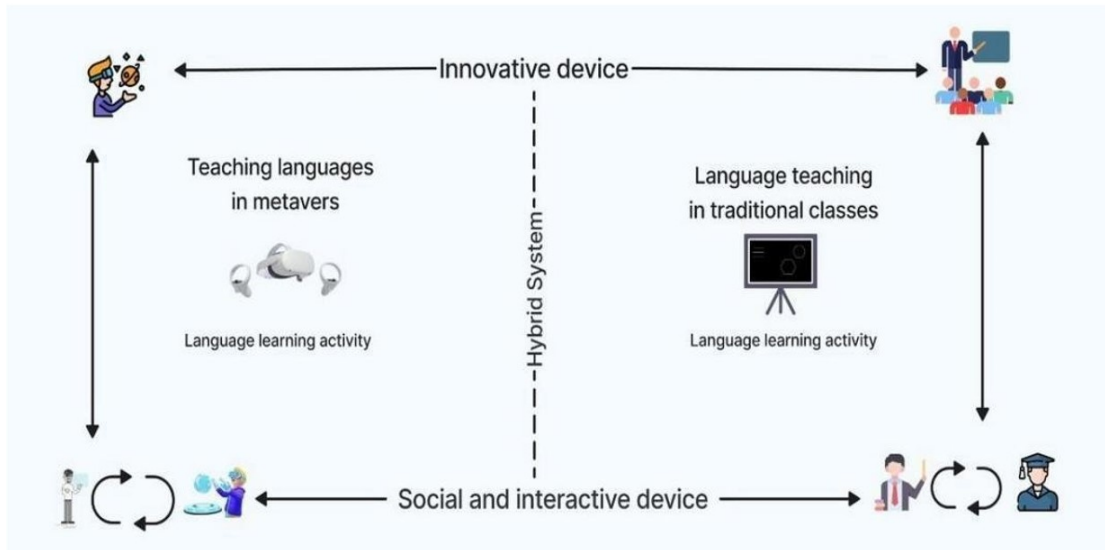 Innovative device
Teaching languages
in metavers
Language teaching
in traditional classes
Hybrid System
Language learning activity
Language learning activity
Social and interactive device